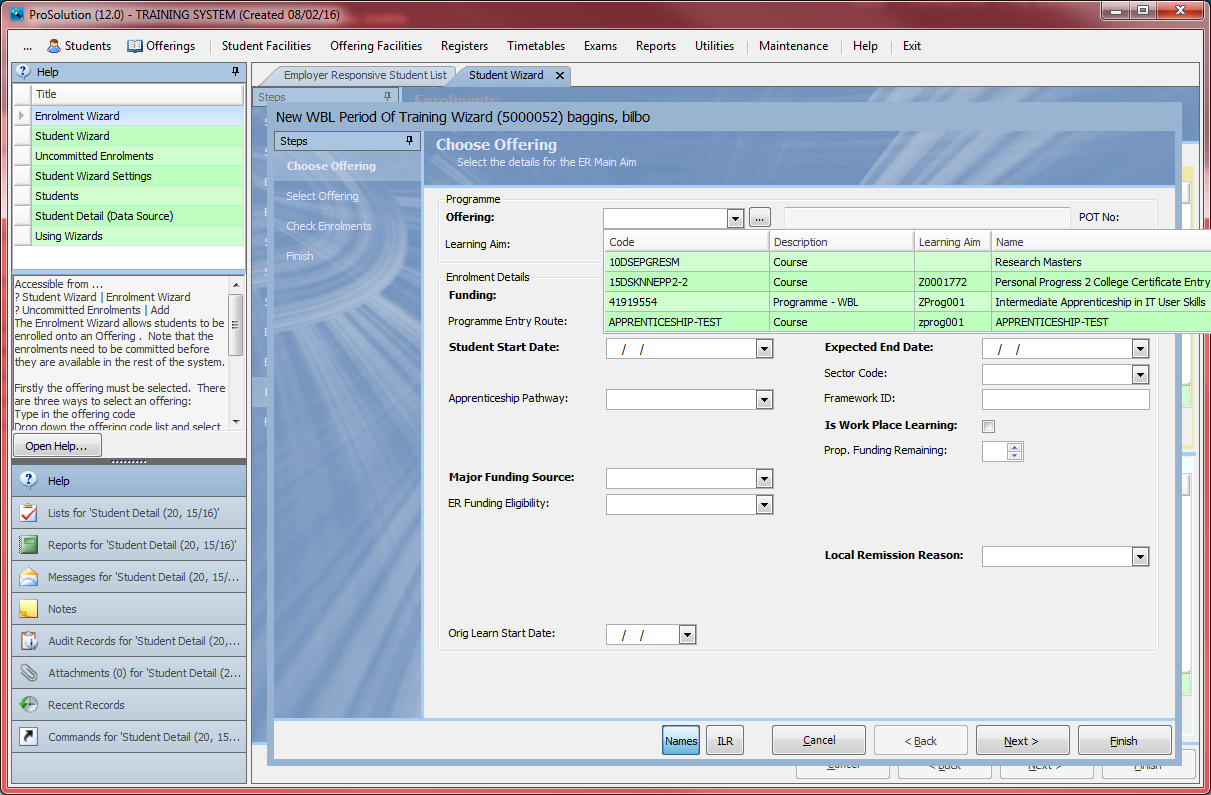 ProSolution (12.0) - TRAINING SYSTEM (Created 08/02/16)
... Students Offerings Student Facilities Offering Facilities Registers Timetables Exams Reports Utilities Maintenance Help Exit
Help
Title
Enrolment Wizard
Student Wizard
Uncommitted Enrolments
Student Wizard Settings
Students
Student Detail (Data Source)
Using Wizards
Accessible from ...
? Student Wizard | Enrolment Wizard
? Uncommitted Enrolments | Add
The Enrolment Wizard allows students to be
enrolled onto an Offering . Note that the
enrolments need to be committed before
they are available in the rest of the system.
Firstly the offering must be selected. There
are three ways to select an offering:
Type in the offering code
Drop down the offering code list and select
Open Help...
Help
Lists for 'Student Detail (20, 15/16)'
Reports for 'Student Detail (20, 15/16)'
Messages for 'Student Detail (20, 15/...
Notes
Audit Records for 'Student Detail (20,...
Attachments (0) for 'Student Detail (2...
Recent Records
Commands for 'Student Detail (20, 15...
Employer Responsive Student List Student Wizard
Steps
Enrolments
New WBL Period Of Training Wizard (5000052) baggins, bilbo
Steps
Choose Offering
Select Offering
Check Enrolments
Finish
Choose Offering
Select the details for the ER Main Aim
Programme
Offering: ... POT No:
Learning Aim:
Code Description Learning Aim Name
10DSEPGRESM Course Research Masters
15DSKNNEPP2-2 Course Z0001772 Personal Progress 2 College Certificate Entry
41919554 Programme - WBL ZProg001 Intermediate Apprenticeship in IT User Skills
APPRENTICESHIP-TEST Course zprog001 APPRENTICESHIP-TEST
Enrolment Details
Funding:
Programme Entry Route:
Student Start Date: / / Expected End Date: / /
Sector Code:
Apprenticeship Pathway: Framework ID:
Is Work Place Learning:
Prop. Funding Remaining:
Major Funding Source:
ER Funding Eligibility:
Local Remission Reason:
Orig Learn Start Date: / /
Names ILR Cancel < Back Next > Finish
Cancel < Back Next > Finish